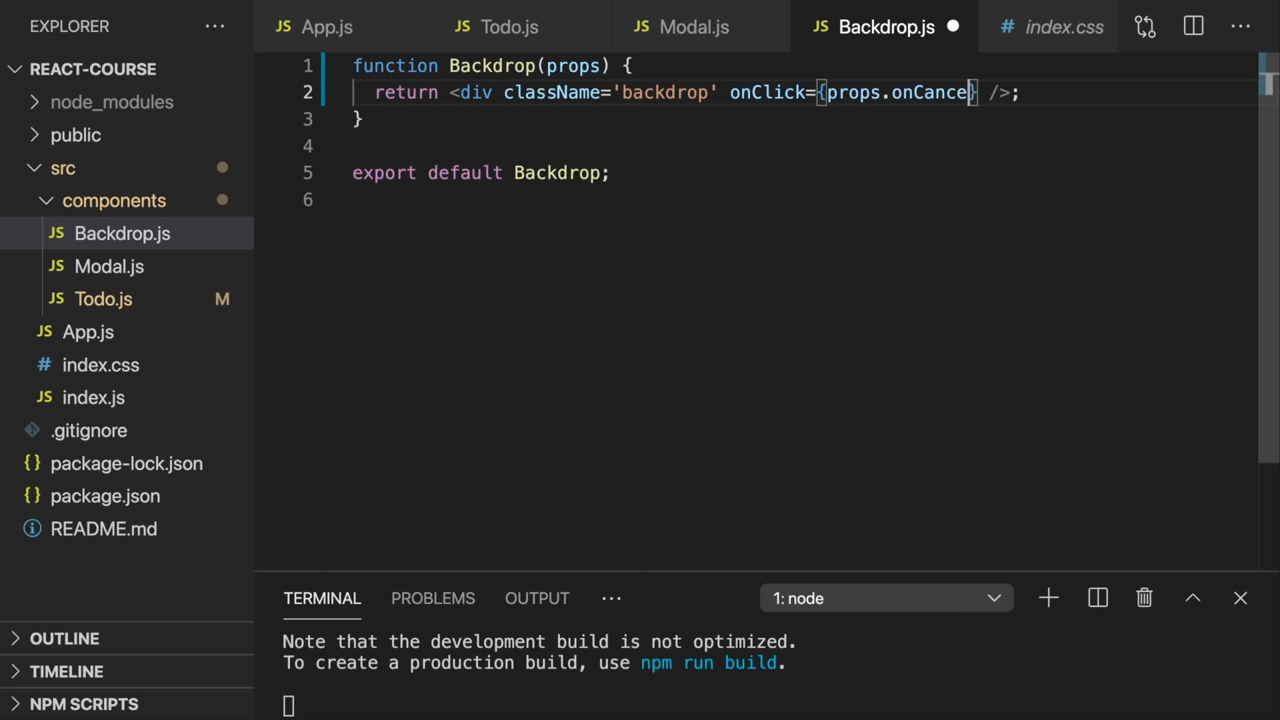 EXPLORER
REACT-COURSE
node_modules
public
src
components
JS Backdrop.js
JS Modal.js
JS Todo.js M
JS App.js
# index.css
JS index.js
.gitignore
{} package-lock.json
{} package.json
README.md
OUTLINE
TIMELINE
NPM SCRIPTS
JS App.js
JS Todo.js
JS Modal.js
JS Backdrop.js
# index.css
1 function Backdrop(props) {
2 return <div className='backdrop' onClick={props.onCance} />;
3 }
4
5 export default Backdrop;
6
TERMINAL PROBLEMS OUTPUT 1: node
Note that the development build is not optimized.
To create a production build, use npm run build.